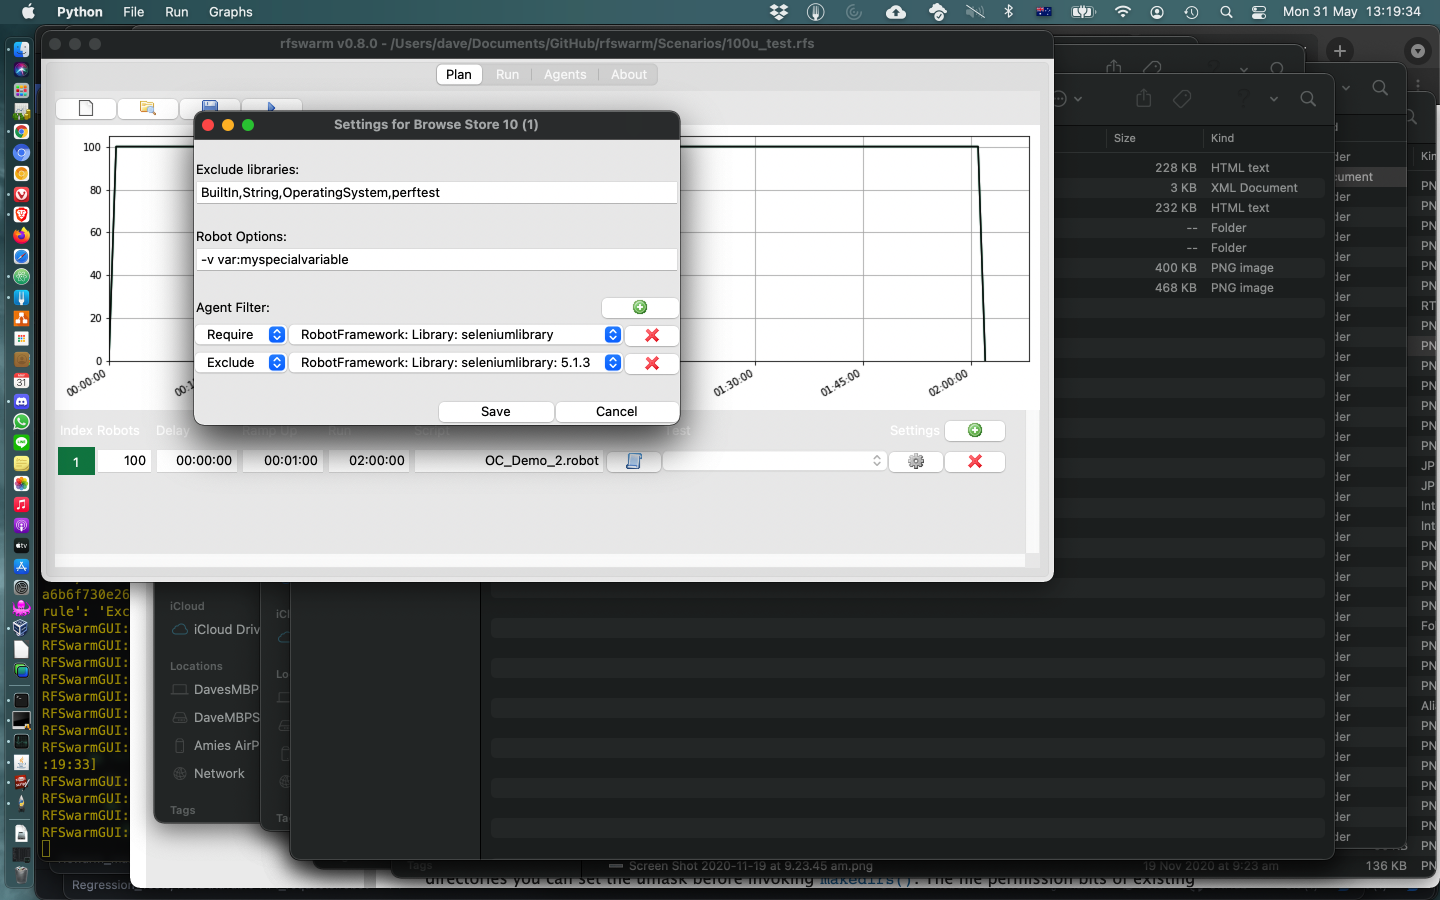 Python File Run Graphs
Mon 31 May 13:19:34
rfswarm v0.8.0 - /Users/dave/Documents/GitHub/rfswarm/Scenarios/100u_test.rfs
Plan Run Agents About
Settings for Browse Store 10 (1)
Exclude libraries:
BuiltIn,String,OperatingSystem,perftest
Robot Options:
-v var:myspecialvariable
Agent Filter:
Require RobotFramework: Library: seleniumlibrary
Exclude RobotFramework: Library: seleniumlibrary: 5.1.3
Save Cancel
100
80
60
40
20
0
00:00:00
01:30:00
01:45:00
02:00:00
Index Robots Delay Ramp Up Run Script Test Settings
1 100 00:00:00 00:01:00 02:00:00 OC_Demo_2.robot
Size Kind
228 KB HTML text
3 KB XML Document
232 KB HTML text
-- Folder
-- Folder
400 KB PNG image
468 KB PNG image
a6b6f730e26
rule': 'Exc
RFSwarmGUI:
RFSwarmGUI:
RFSwarmGUI:
RFSwarmGUI:
RFSwarmGUI:
RFSwarmGUI:
RFSwarmGUI:
RFSwarmGUI:
:19:33]
RFSwarmGUI:
RFSwarmGUI:
RFSwarmGUI:
RFSwarmGUI:
iCloud
iCloud Driv
Locations
DavesMBP
DaveMBPS
Amies AirP
Network
Tags
Tags
Screen Shot 2020-11-19 at 9.23.45 am.png 19 Nov 2020 at 9:23 am 136 KB
Regression_
directories you can set the umask before invoking makedirs(). The file permission bits of existing